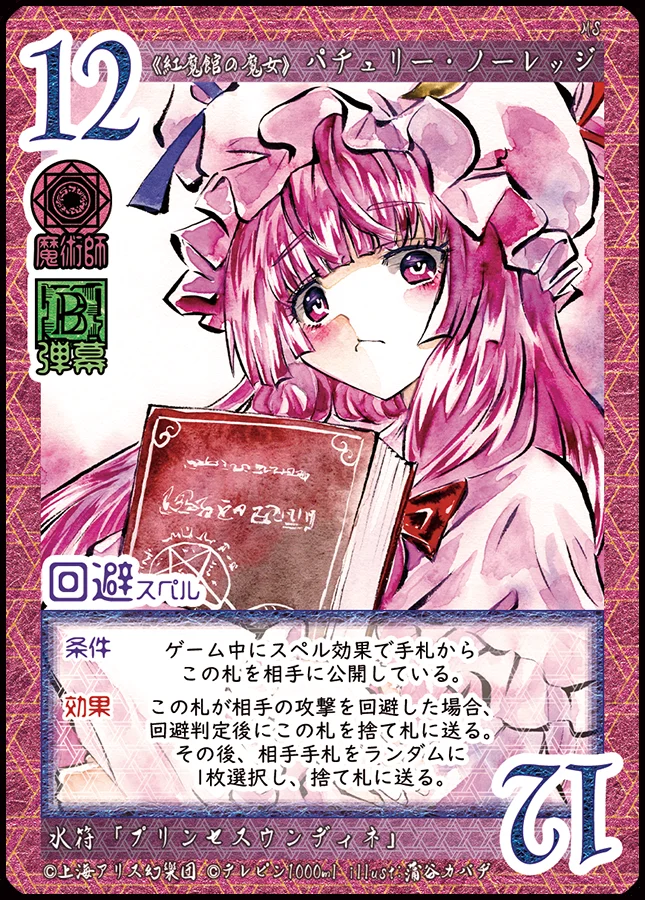 MS
12
《紅魔館の魔女》 パチュリー・ノーレッジ
魔術師
B
弾幕
回避スペル
条件
ゲーム中にスペル効果で手札から
この札を相手に公開している。
効果
この札が相手の攻撃を回避した場合、
回避判定後にこの札を捨て札に送る。
その後、相手手札をランダムに
1枚選択し、捨て札に送る。
12
水符「プリンセスウンディネ」
©上海アリス幻樂団 ©テレピン1000ml illust:蒲谷カバヂ